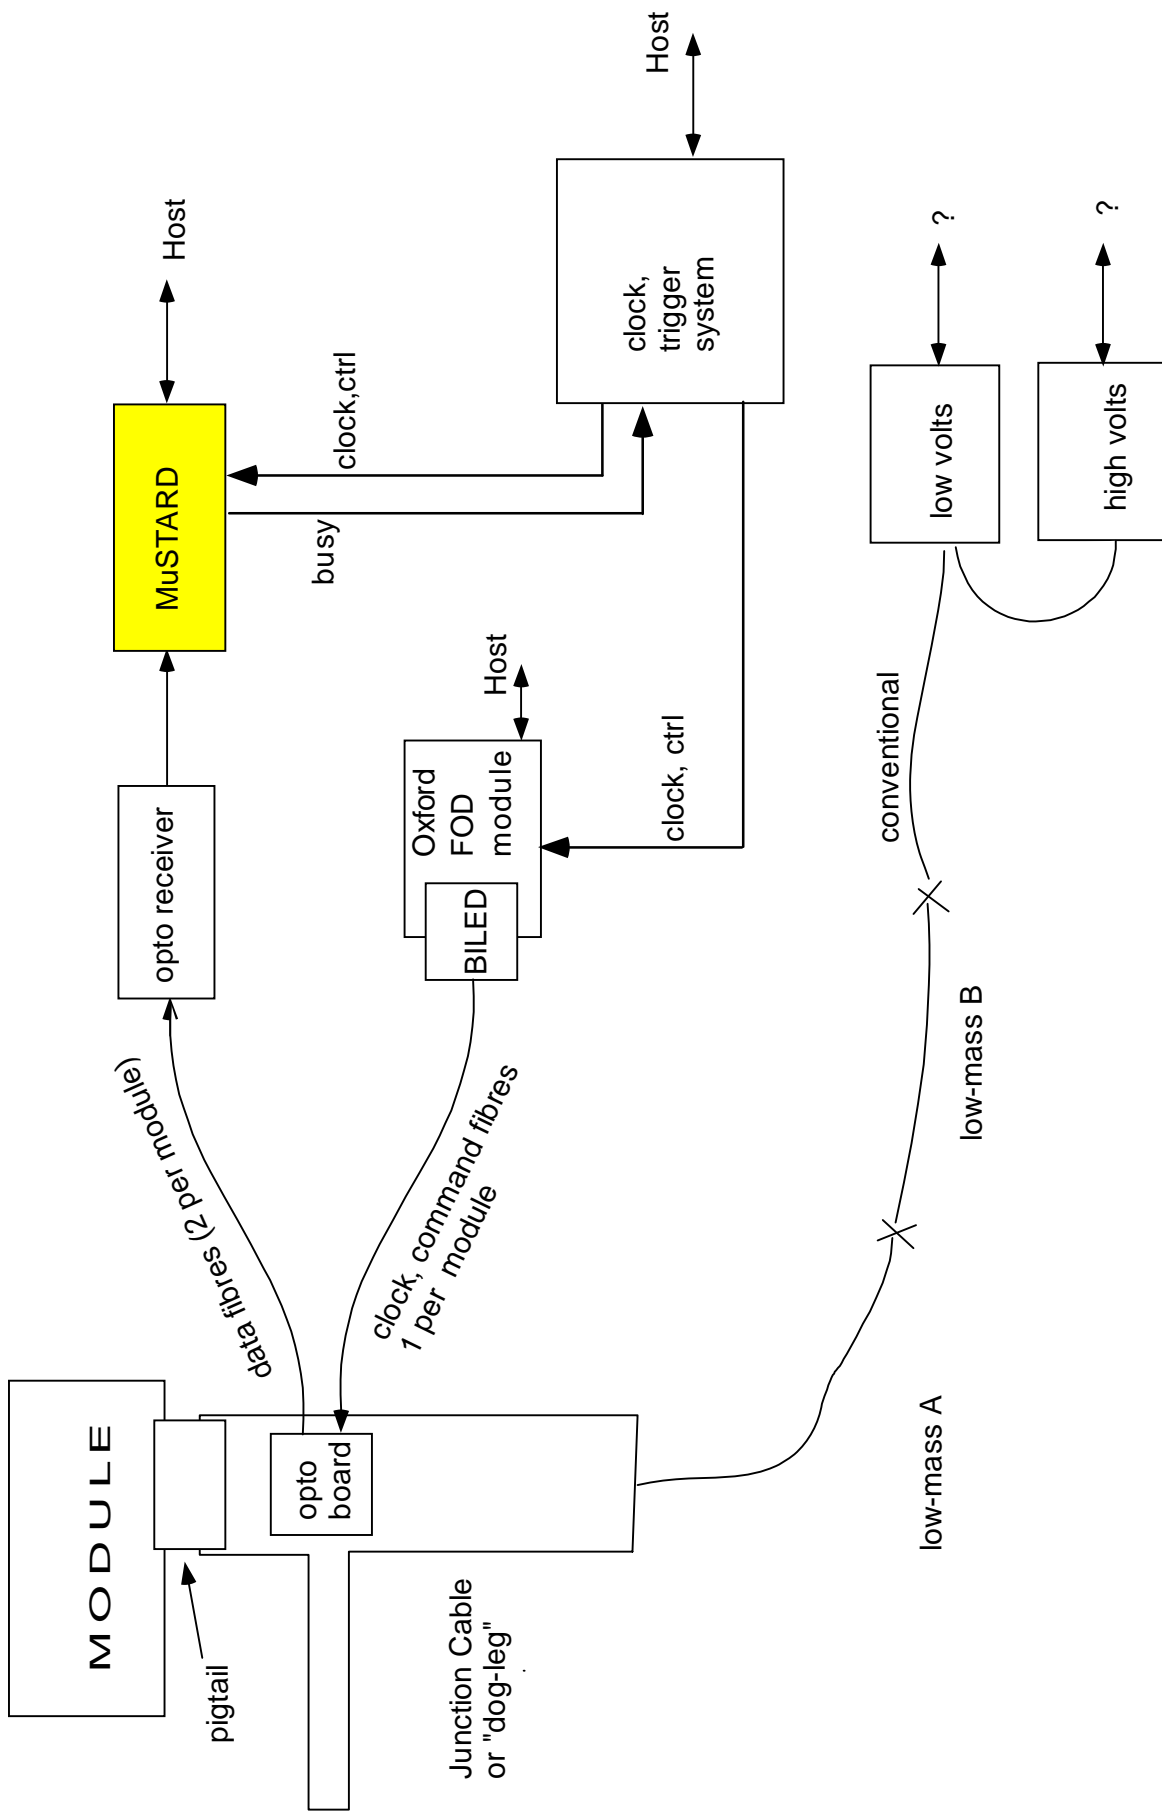 MODULE
pigtail
Junction Cable
or "dog-leg"
opto
board
data fibres (2 per module)
clock, command fibres
1 per module
opto receiver
MuSTARD
Host
clock,ctrl
busy
BILED
Oxford
FOD
module
Host
clock, ctrl
clock,
trigger
system
Host
low-mass A
low-mass B
conventional
low volts
?
high volts
?